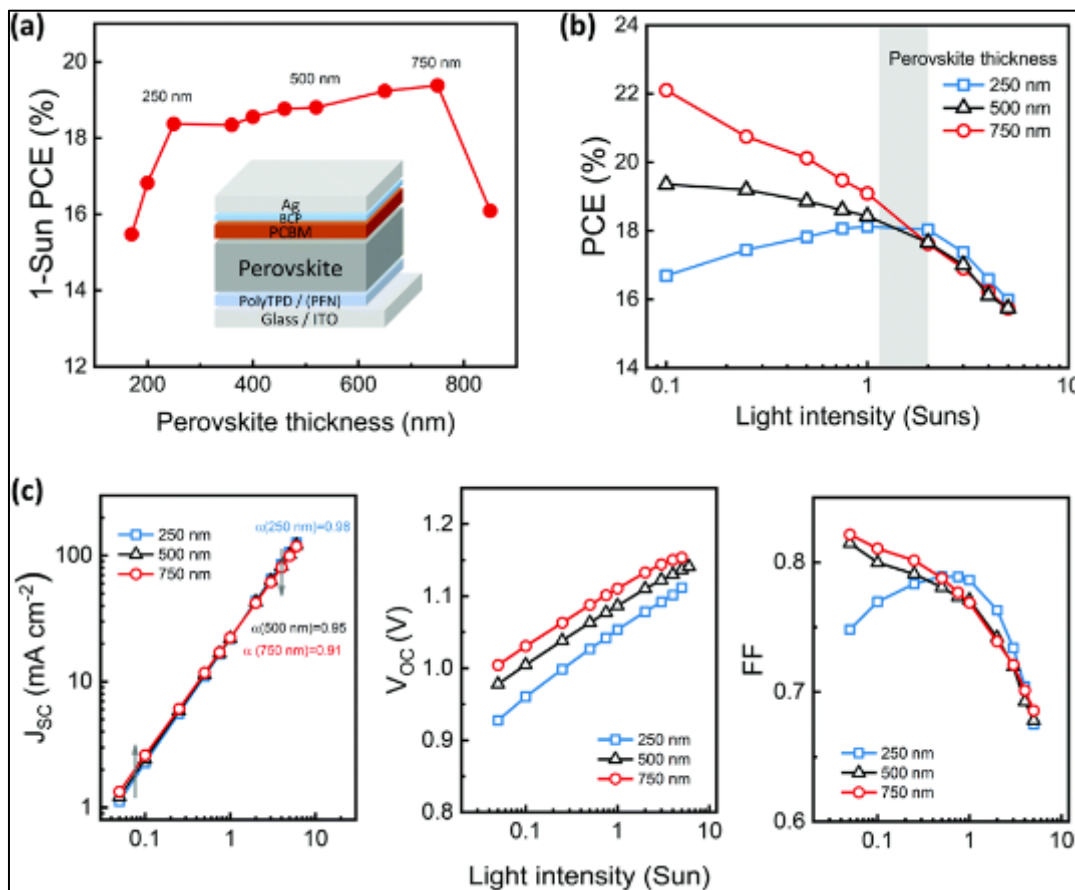 (a)
1-Sun PCE (%)
20
18
16
14
12
250 nm
500 nm
750 nm
Ag
BCP
PCBM
Perovskite
PolyTPD / (PFN)
Glass / ITO
200
400
600
800
Perovskite thickness (nm)
(b)
PCE (%)
24
22
20
18
16
14
Perovskite thickness
250 nm
500 nm
750 nm
0.1
1
10
Light intensity (Suns)
(c)
J_SC (mA cm⁻²)
100
10
1
250 nm
500 nm
750 nm
α(250 nm)=0.98
α(500 nm)=0.95
α (750 nm)=0.91
0.1
1
10
V_OC (V)
1.2
1.1
1.0
0.9
0.8
250 nm
500 nm
750 nm
0.1
1
10
Light intensity (Sun)
FF
0.8
0.7
0.6
250 nm
500 nm
750 nm
0.1
1
10